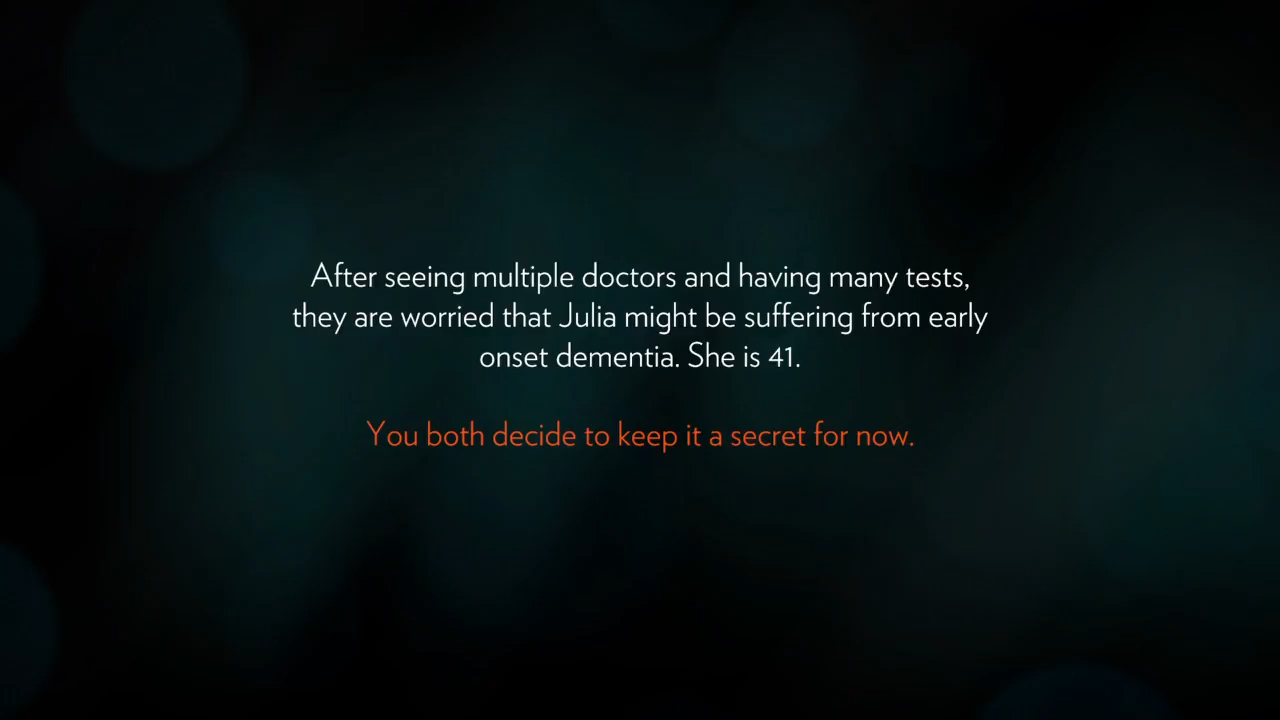 After seeing multiple doctors and having many tests,
they are worried that Julia might be suffering from early
onset dementia. She is 41.
You both decide to keep it a secret for now.